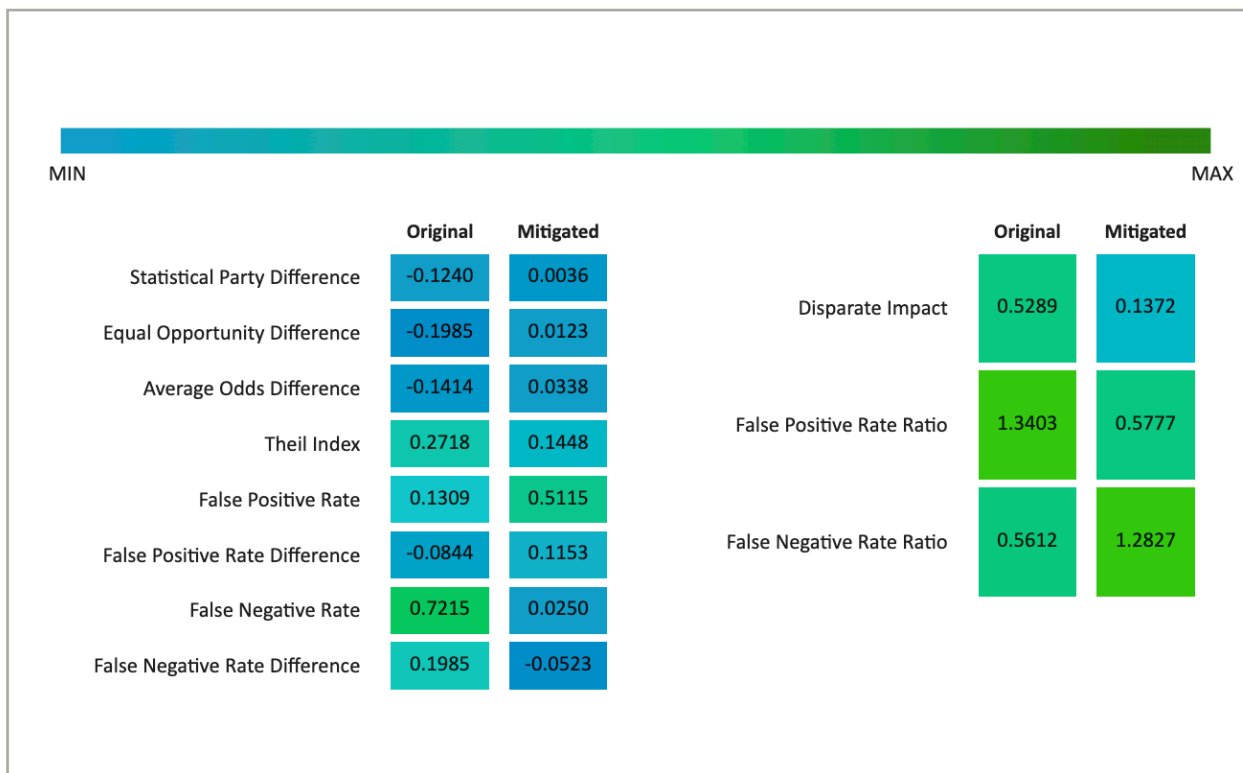 MIN MAX
Original Mitigated
Statistical Party Difference -0.1240 0.0036
Equal Opportunity Difference -0.1985 0.0123
Average Odds Difference -0.1414 0.0338
Theil Index 0.2718 0.1448
False Positive Rate 0.1309 0.5115
False Positive Rate Difference -0.0844 0.1153
False Negative Rate 0.7215 0.0250
False Negative Rate Difference 0.1985 -0.0523
Original Mitigated
Disparate Impact 0.5289 0.1372
False Positive Rate Ratio 1.3403 0.5777
False Negative Rate Ratio 0.5612 1.2827